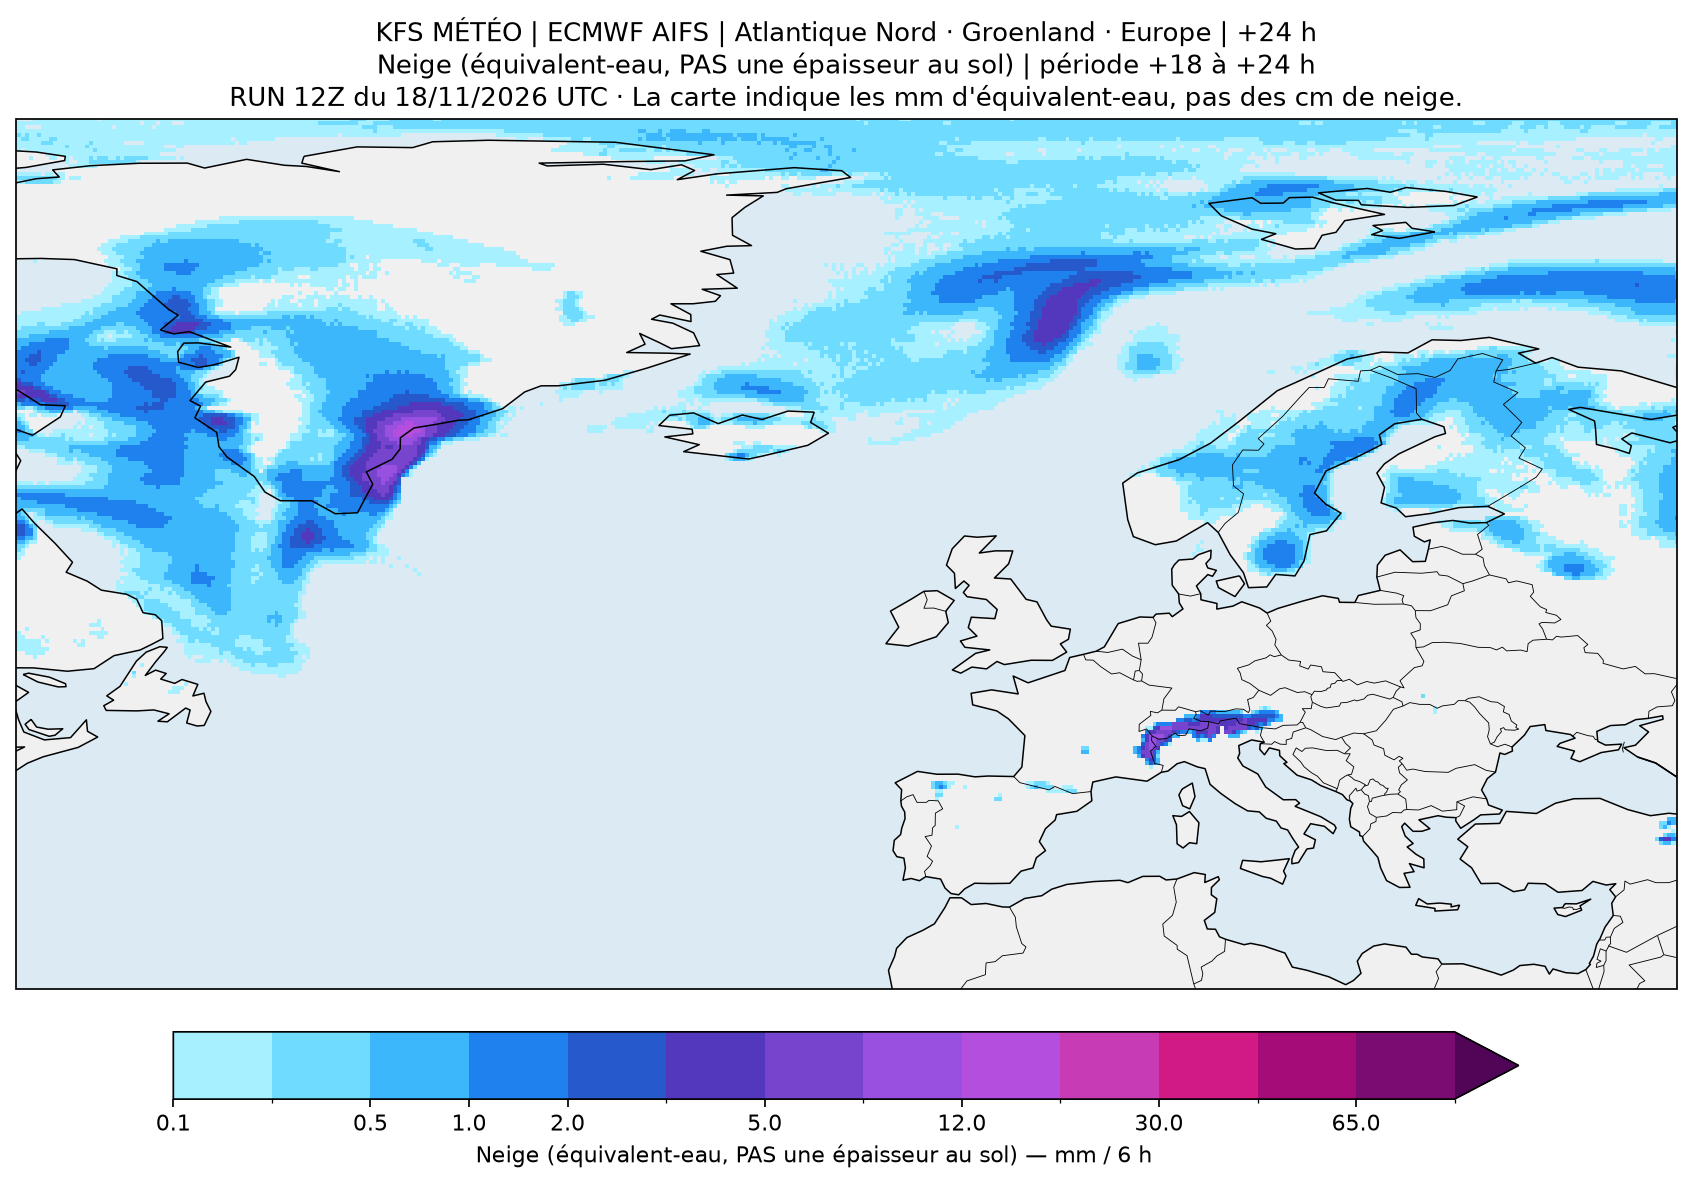 KFS MÉTÉO | ECMWF AIFS | Atlantique Nord · Groenland · Europe | +24 h
Neige (équivalent-eau, PAS une épaisseur au sol) | période +18 à +24 h
RUN 12Z du 18/11/2026 UTC · La carte indique les mm d'équivalent-eau, pas des cm de neige.
0.1 0.5 1.0 2.0 5.0 12.0 30.0 65.0
Neige (équivalent-eau, PAS une épaisseur au sol) — mm / 6 h